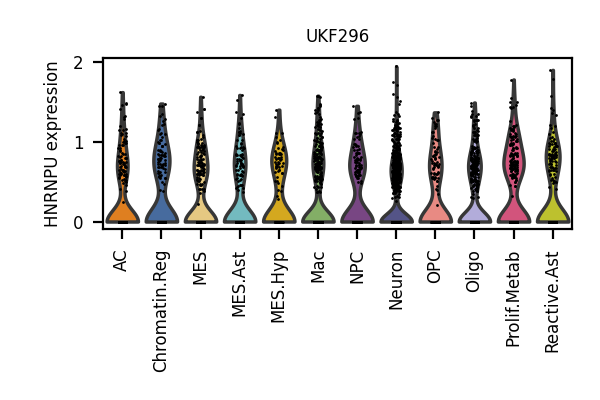 UKF296
HNRNPU expression
2
1
0
AC
Chromatin.Reg
MES
MES.Ast
MES.Hyp
Mac
NPC
Neuron
OPC
Oligo
Prolif.Metab
Reactive.Ast